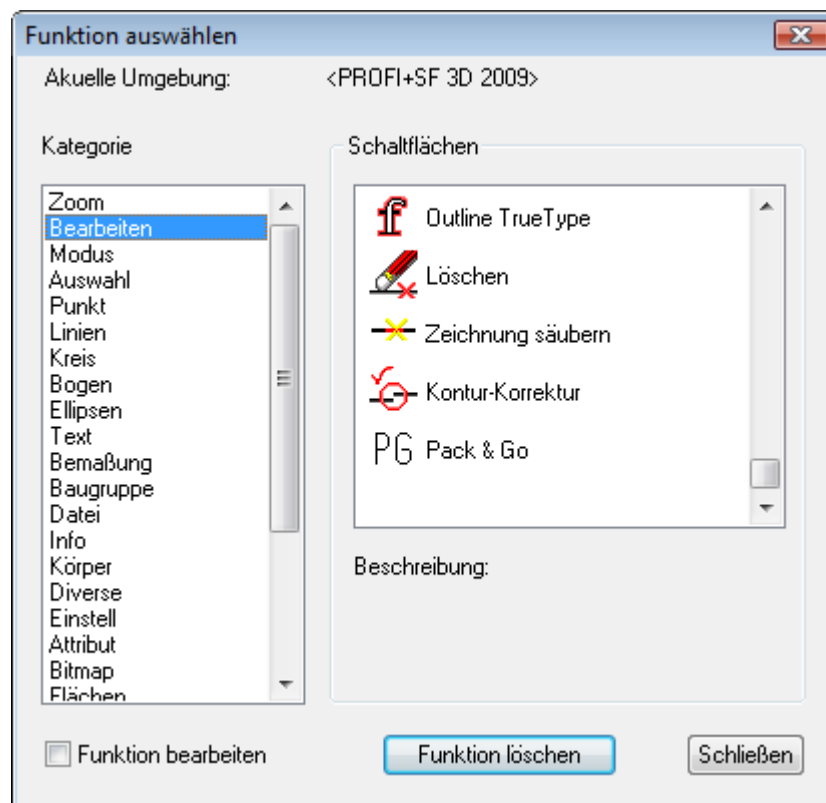 Funktion auswählen
Akuelle Umgebung: <PROFI+SF 3D 2009>
Kategorie
Zoom
Bearbeiten
Modus
Auswahl
Punkt
Linien
Kreis
Bogen
Ellipsen
Text
Bemaßung
Baugruppe
Datei
Info
Körper
Diverse
Einstell
Attribut
Bitmap
Flächen
Schaltflächen
f Outline TrueType
Löschen
Zeichnung säubern
Kontur-Korrektur
PG Pack & Go
Beschreibung:
Funktion bearbeiten
Funktion löschen
Schließen